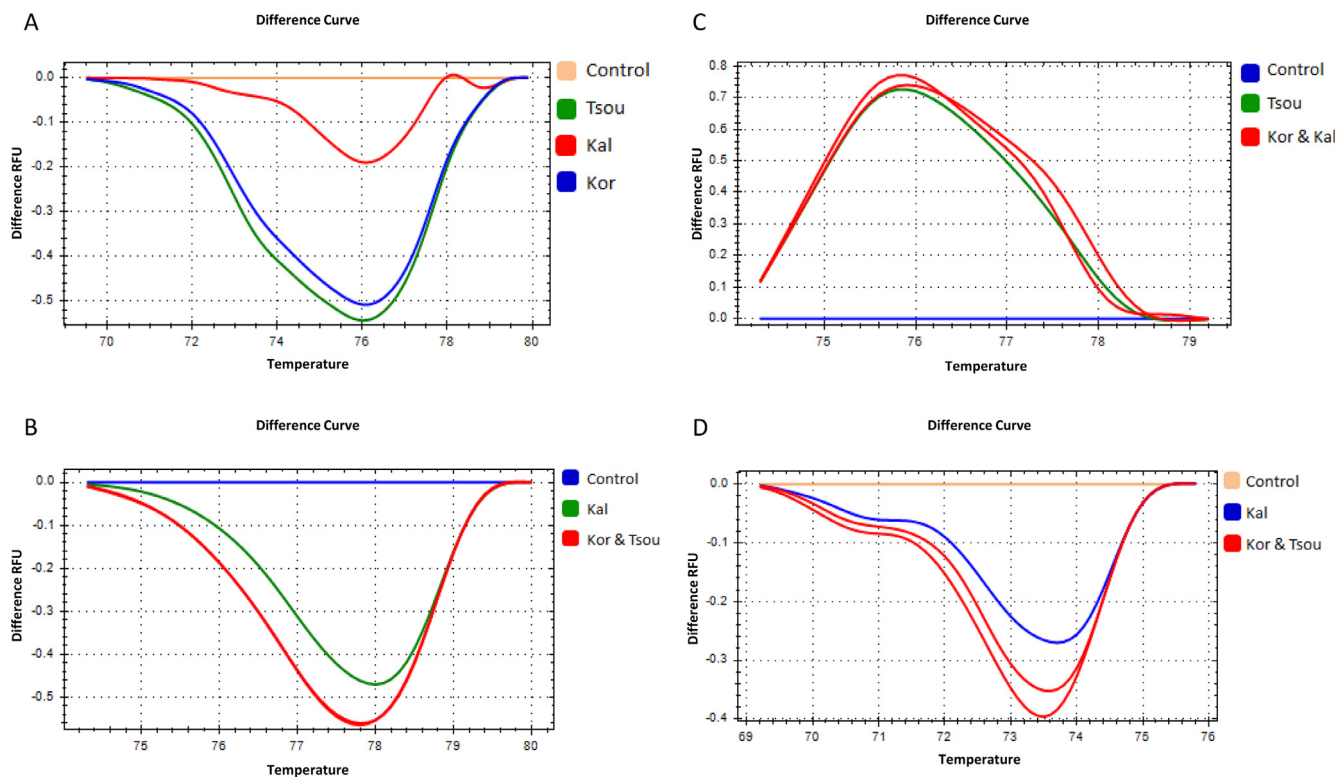 A
Difference Curve
Difference RFU
0.0
-0.1
-0.2
-0.3
-0.4
-0.5
70 72 74 76 78 80
Temperature
Control
Tsou
Kal
Kor
C
Difference Curve
Difference RFU
0.8
0.7
0.6
0.5
0.4
0.3
0.2
0.1
0.0
75 76 77 78 79
Temperature
Control
Tsou
Kor & Kal
B
Difference Curve
Difference RFU
0.0
-0.1
-0.2
-0.3
-0.4
-0.5
75 76 77 78 79 80
Temperature
Control
Kal
Kor & Tsou
D
Difference Curve
Difference RFU
0.0
-0.1
-0.2
-0.3
-0.4
69 70 71 72 73 74 75 76
Temperature
Control
Kal
Kor & Tsou